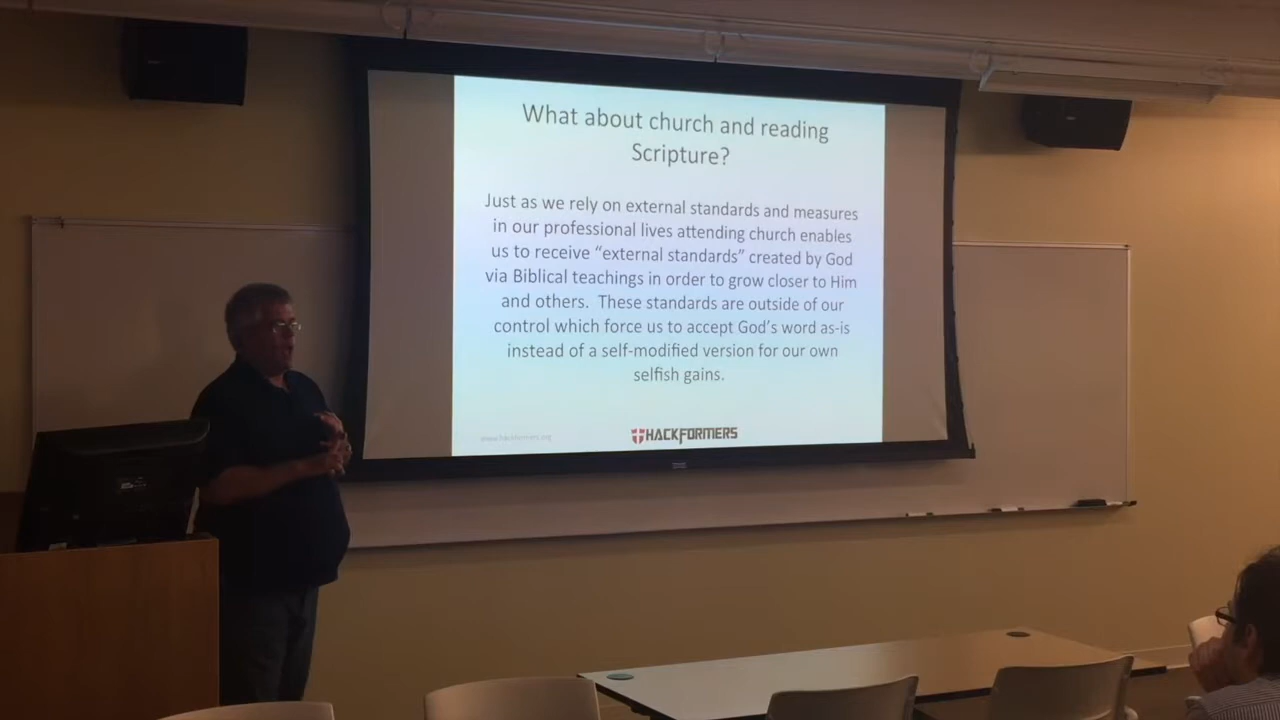 What about church and reading
Scripture?
Just as we rely on external standards and measures
in our professional lives attending church enables
us to receive “external standards” created by God
via Biblical teachings in order to grow closer to Him
and others.  These standards are outside of our
control which force us to accept God’s word as-is
instead of a self-modified version for our own
selfish gains.
www.hackformers.org
HACKFORMERS